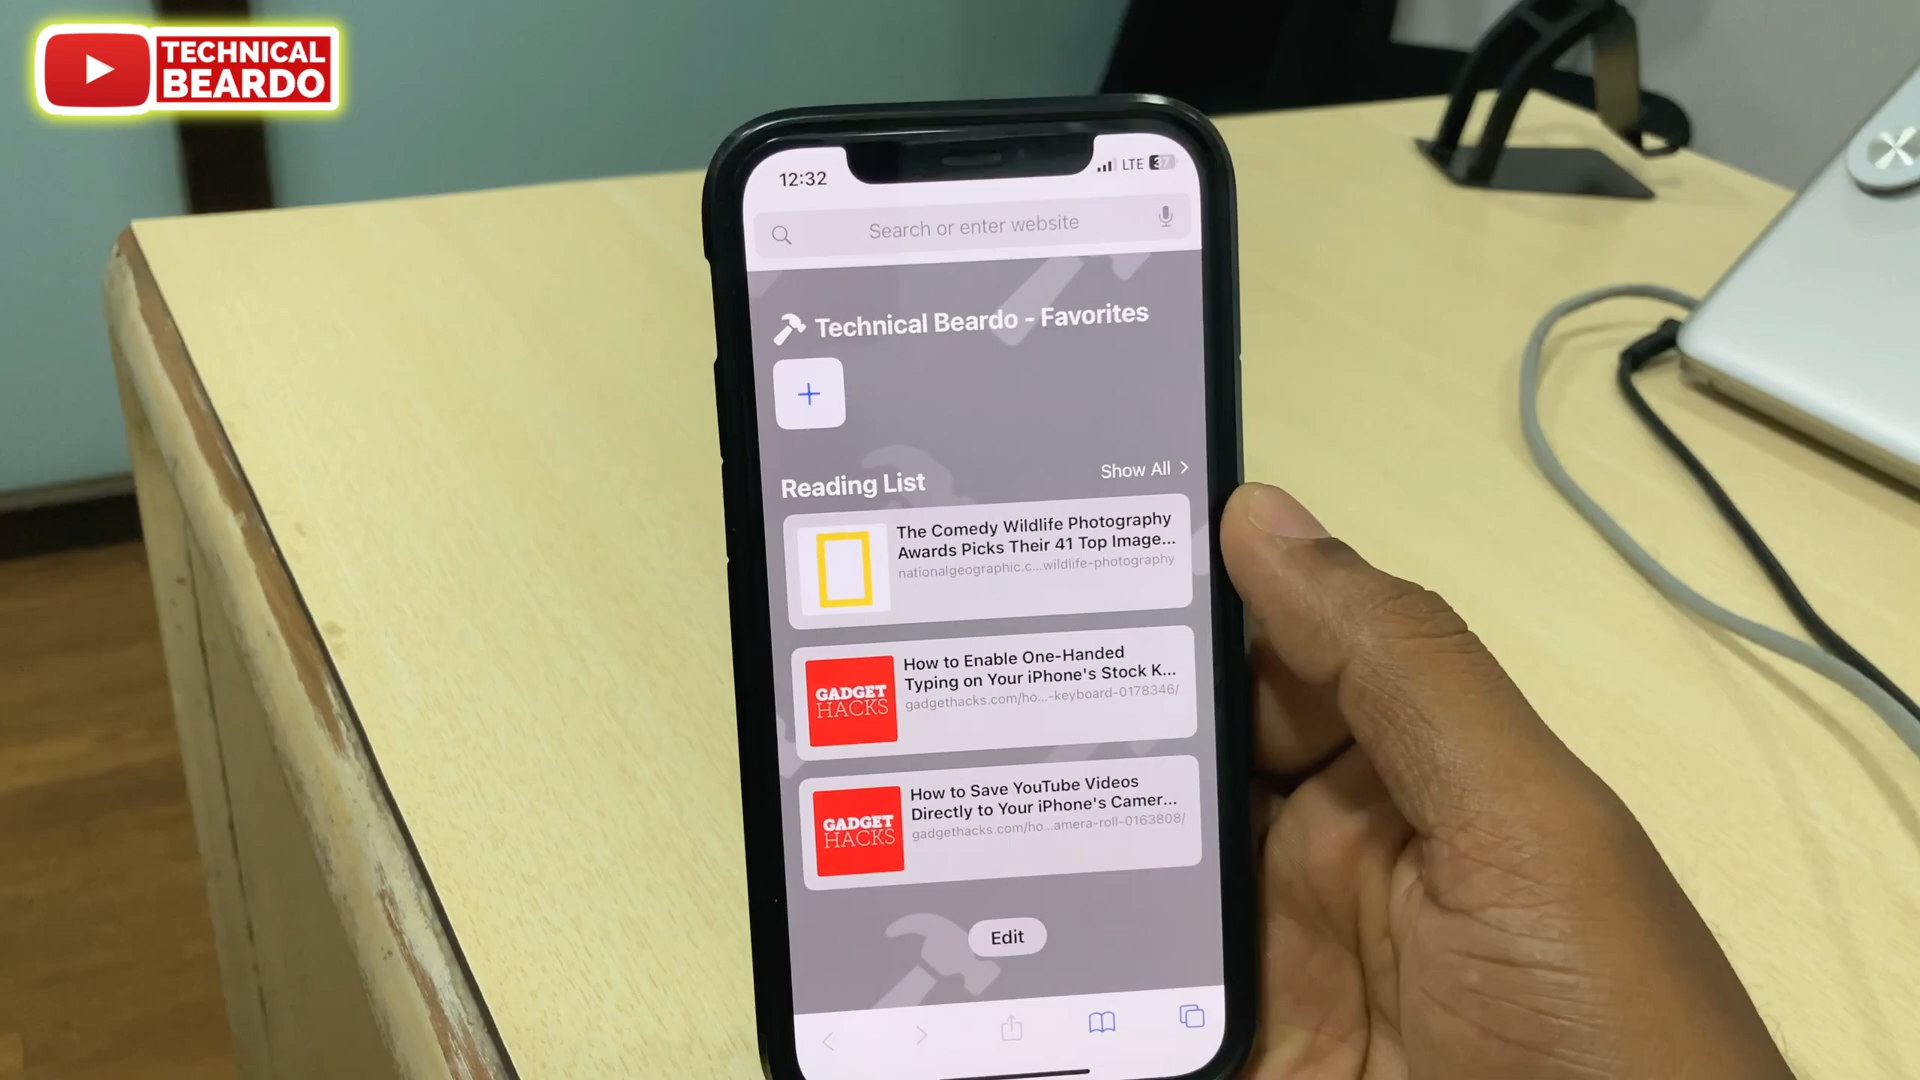 TECHNICAL
BEARDO
12:32
LTE 37
Search or enter website
Technical Beardo - Favorites
Reading List
Show All
The Comedy Wildlife Photography
Awards Picks Their 41 Top Image...
nationalgeographic.c...wildlife-photography
GADGET
HACKS
How to Enable One-Handed
Typing on Your iPhone's Stock K...
gadgethacks.com/ho...-keyboard-0178346/
GADGET
HACKS
How to Save YouTube Videos
Directly to Your iPhone's Camer...
gadgethacks.com/ho...amera-roll-0163808/
Edit